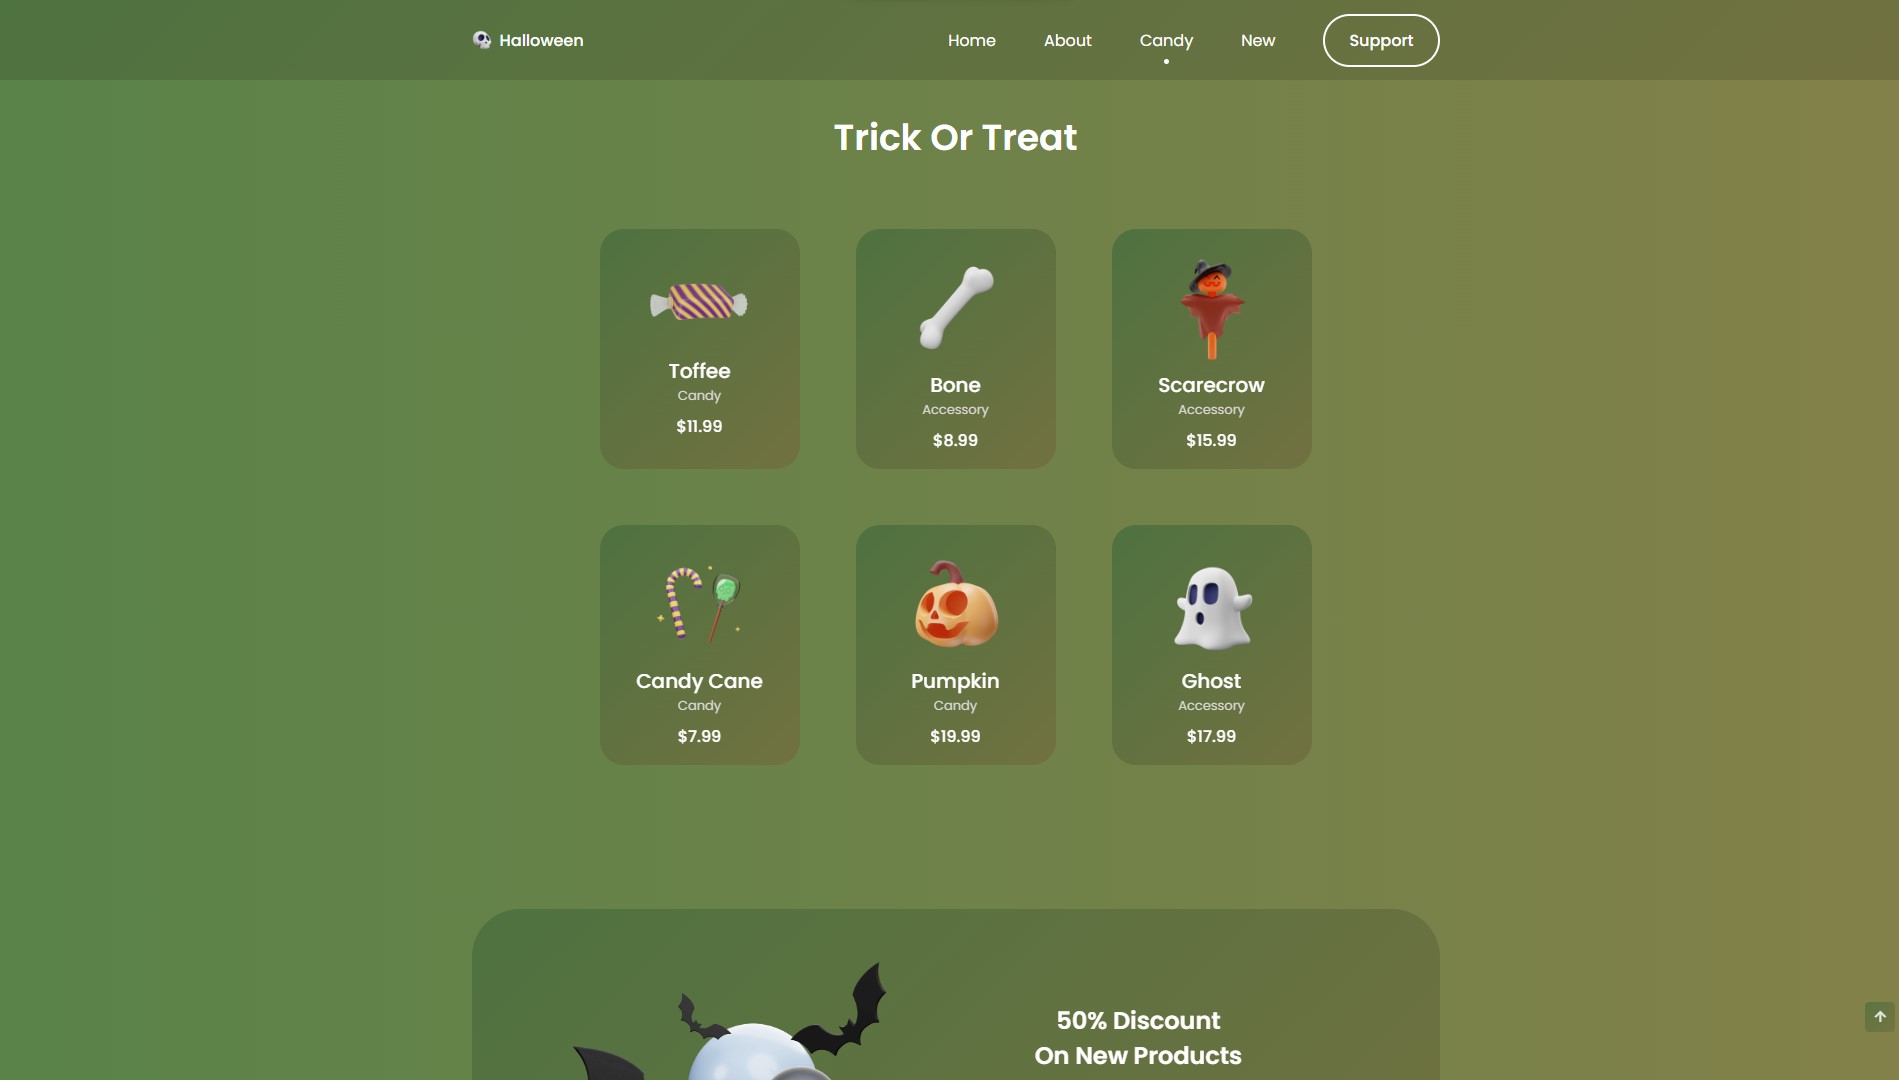 Halloween
Home About Candy New Support
Trick Or Treat
Toffee
Candy
$11.99
Bone
Accessory
$8.99
Scarecrow
Accessory
$15.99
Candy Cane
Candy
$7.99
Pumpkin
Candy
$19.99
Ghost
Accessory
$17.99
50% Discount
On New Products